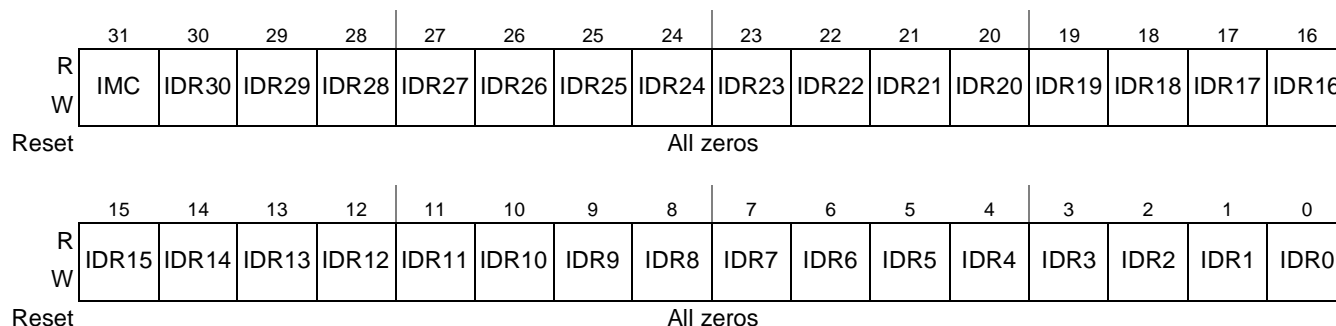 31 30 29 28 27 26 25 24 23 22 21 20 19 18 17 16
R
IMC IDR30 IDR29 IDR28 IDR27 IDR26 IDR25 IDR24 IDR23 IDR22 IDR21 IDR20 IDR19 IDR18 IDR17 IDR16
W
Reset All zeros
15 14 13 12 11 10 9 8 7 6 5 4 3 2 1 0
R
IDR15 IDR14 IDR13 IDR12 IDR11 IDR10 IDR9 IDR8 IDR7 IDR6 IDR5 IDR4 IDR3 IDR2 IDR1 IDR0
W
Reset All zeros